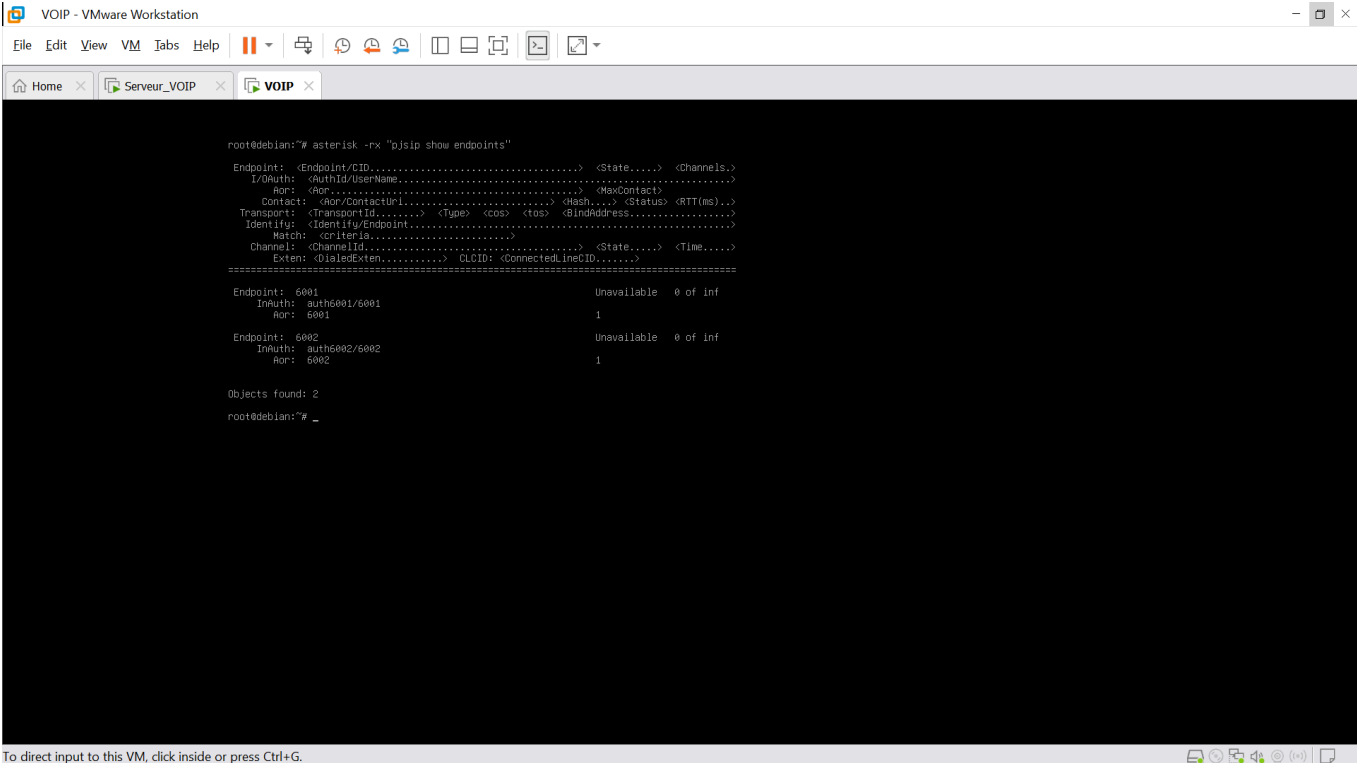 VOIP - VMware Workstation
File Edit View VM Tabs Help
Home Serveur_VOIP VOIP
root@debian:~# asterisk -rx "pjsip show endpoints"
Endpoint: <Endpoint/CID.....................................> <State.....> <Channels.>
I/OAuth: <AuthId/UserName...........................................................>
Aor: <Aor............................................> <MaxContact>
Contact: <Aor/ContactUri..........................> <Hash....> <Status> <RTT(ms)..>
Transport: <TransportId........> <Type> <cos> <tos> <BindAddress..................>
Identify: <Identify/Endpoint.........................................................>
Match: <criteria.........................>
Channel: <ChannelId......................................> <State.....> <Time.....>
Exten: <DialedExten...........> CLCID: <ConnectedLineCID.......>
==========================================================================================
Endpoint: 6001 Unavailable 0 of inf
InAuth: auth6001/6001
Aor: 6001 1
Endpoint: 6002 Unavailable 0 of inf
InAuth: auth6002/6002
Aor: 6002 1
Objects found: 2
root@debian:~# _
To direct input to this VM, click inside or press Ctrl+G.